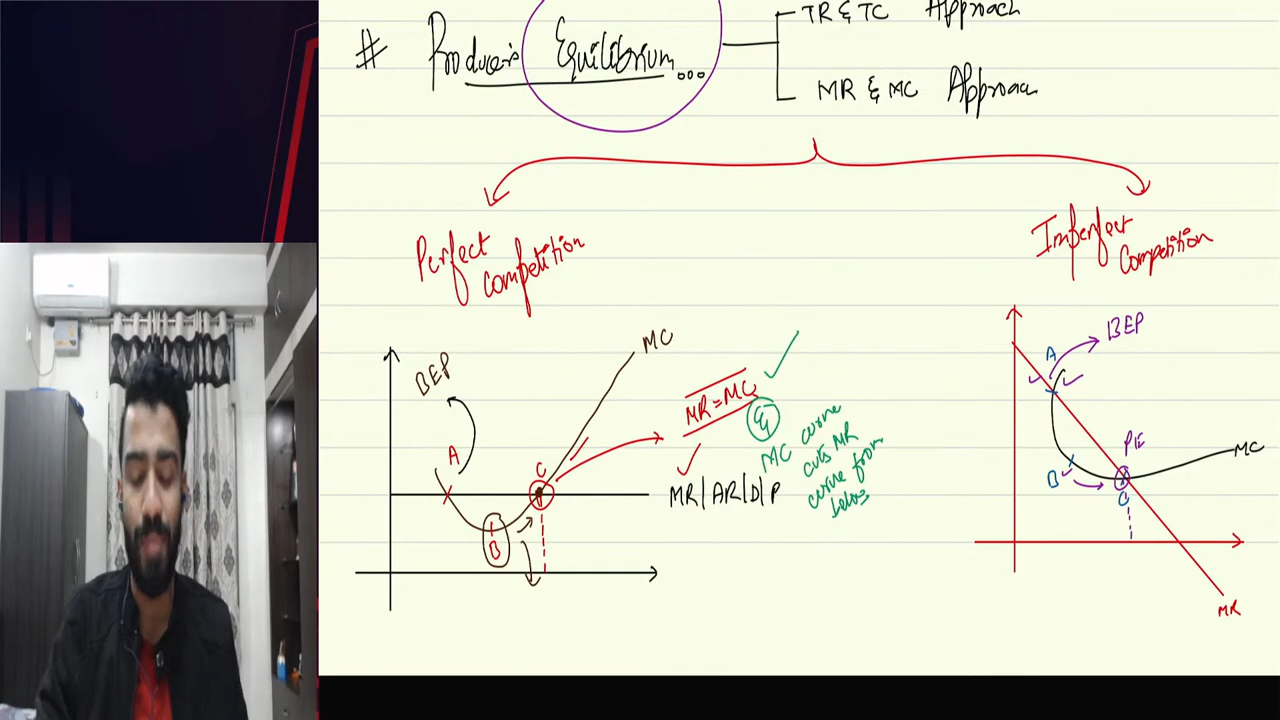 TR & TC Approach
# Producer's Equilibrium...
MR & MC Approach
Perfect competition
Imperfect competition
MC
BEP
A
C
B
MR = MC
&
MC curve
cuts MR
curve from
below
MR|AR|D|P
BEP
A
PE
B
C
MC
MR